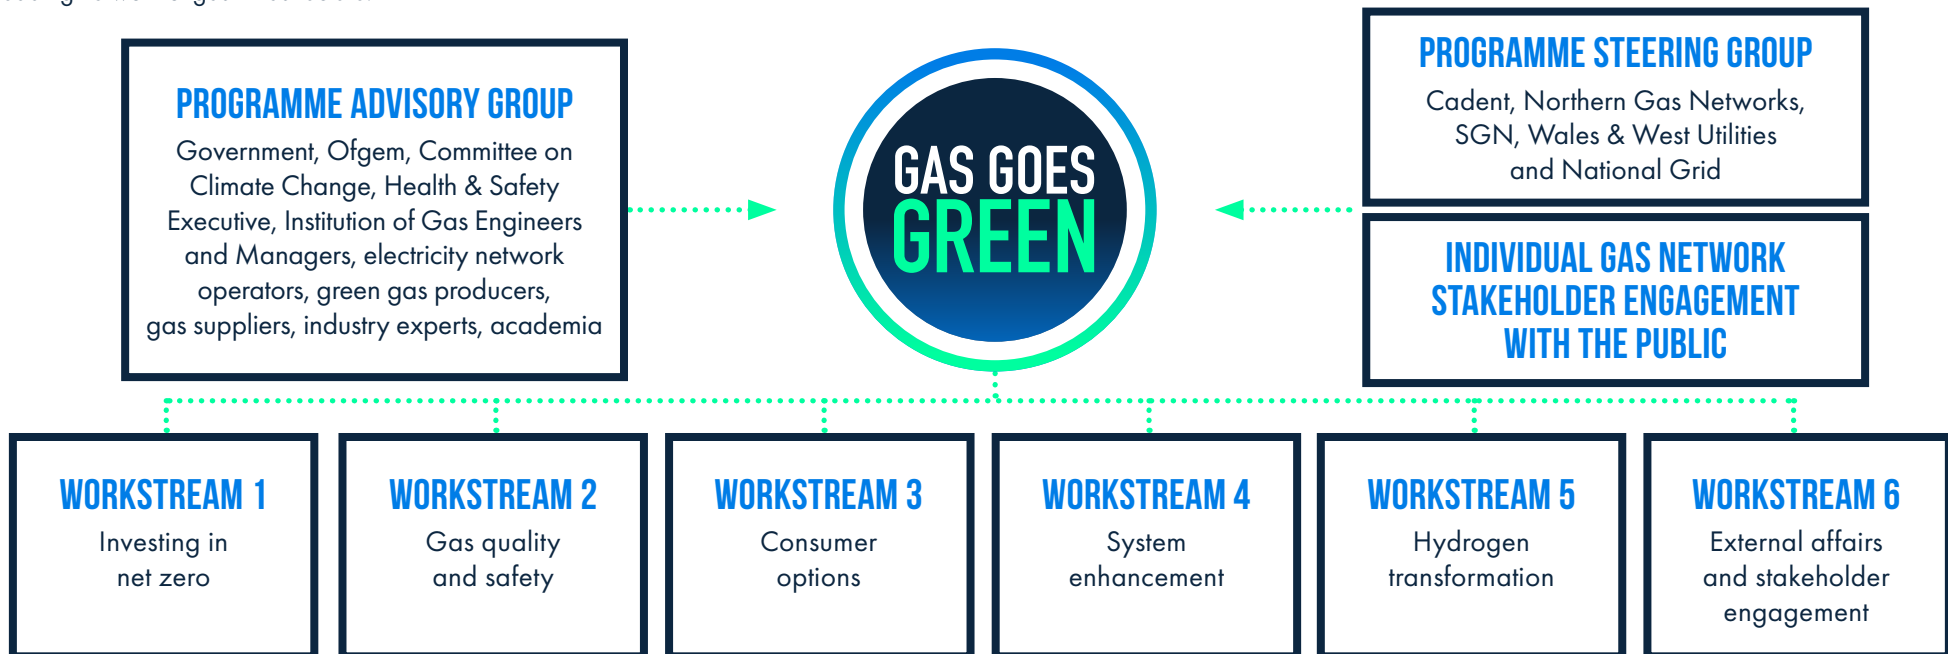 PROGRAMME ADVISORY GROUP
Government, Ofgem, Committee on
Climate Change, Health & Safety
Executive, Institution of Gas Engineers
and Managers, electricity network
operators, green gas producers,
gas suppliers, industry experts, academia
GAS GOES
GREEN
PROGRAMME STEERING GROUP
Cadent, Northern Gas Networks,
SGN, Wales & West Utilities
and National Grid
INDIVIDUAL GAS NETWORK
STAKEHOLDER ENGAGEMENT
WITH THE PUBLIC
WORKSTREAM 1
Investing in
net zero
WORKSTREAM 2
Gas quality
and safety
WORKSTREAM 3
Consumer
options
WORKSTREAM 4
System
enhancement
WORKSTREAM 5
Hydrogen
transformation
WORKSTREAM 6
External affairs
and stakeholder
engagement